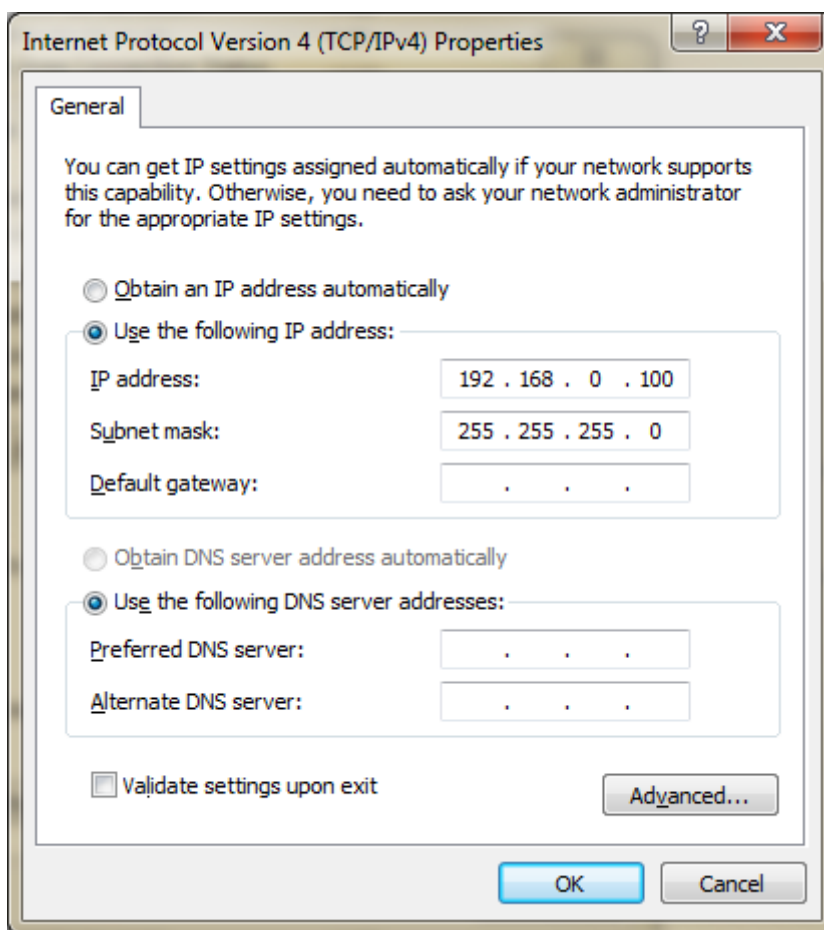 Internet Protocol Version 4 (TCP/IPv4) Properties
General
You can get IP settings assigned automatically if your network supports
this capability. Otherwise, you need to ask your network administrator
for the appropriate IP settings.
Obtain an IP address automatically
Use the following IP address:
IP address: 192 . 168 . 0 . 100
Subnet mask: 255 . 255 . 255 . 0
Default gateway: . . .
Obtain DNS server address automatically
Use the following DNS server addresses:
Preferred DNS server: . . .
Alternate DNS server: . . .
Validate settings upon exit
Advanced...
OK Cancel